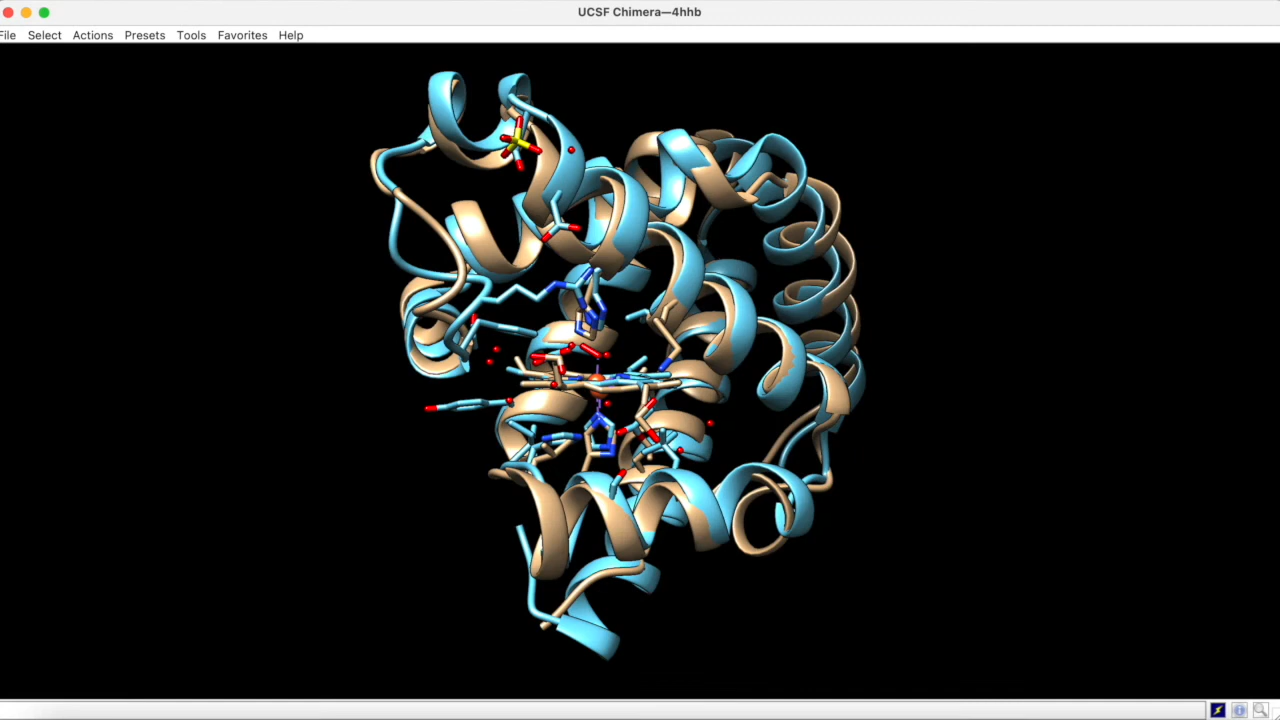 UCSF Chimera—4hhb
File Select Actions Presets Tools Favorites Help